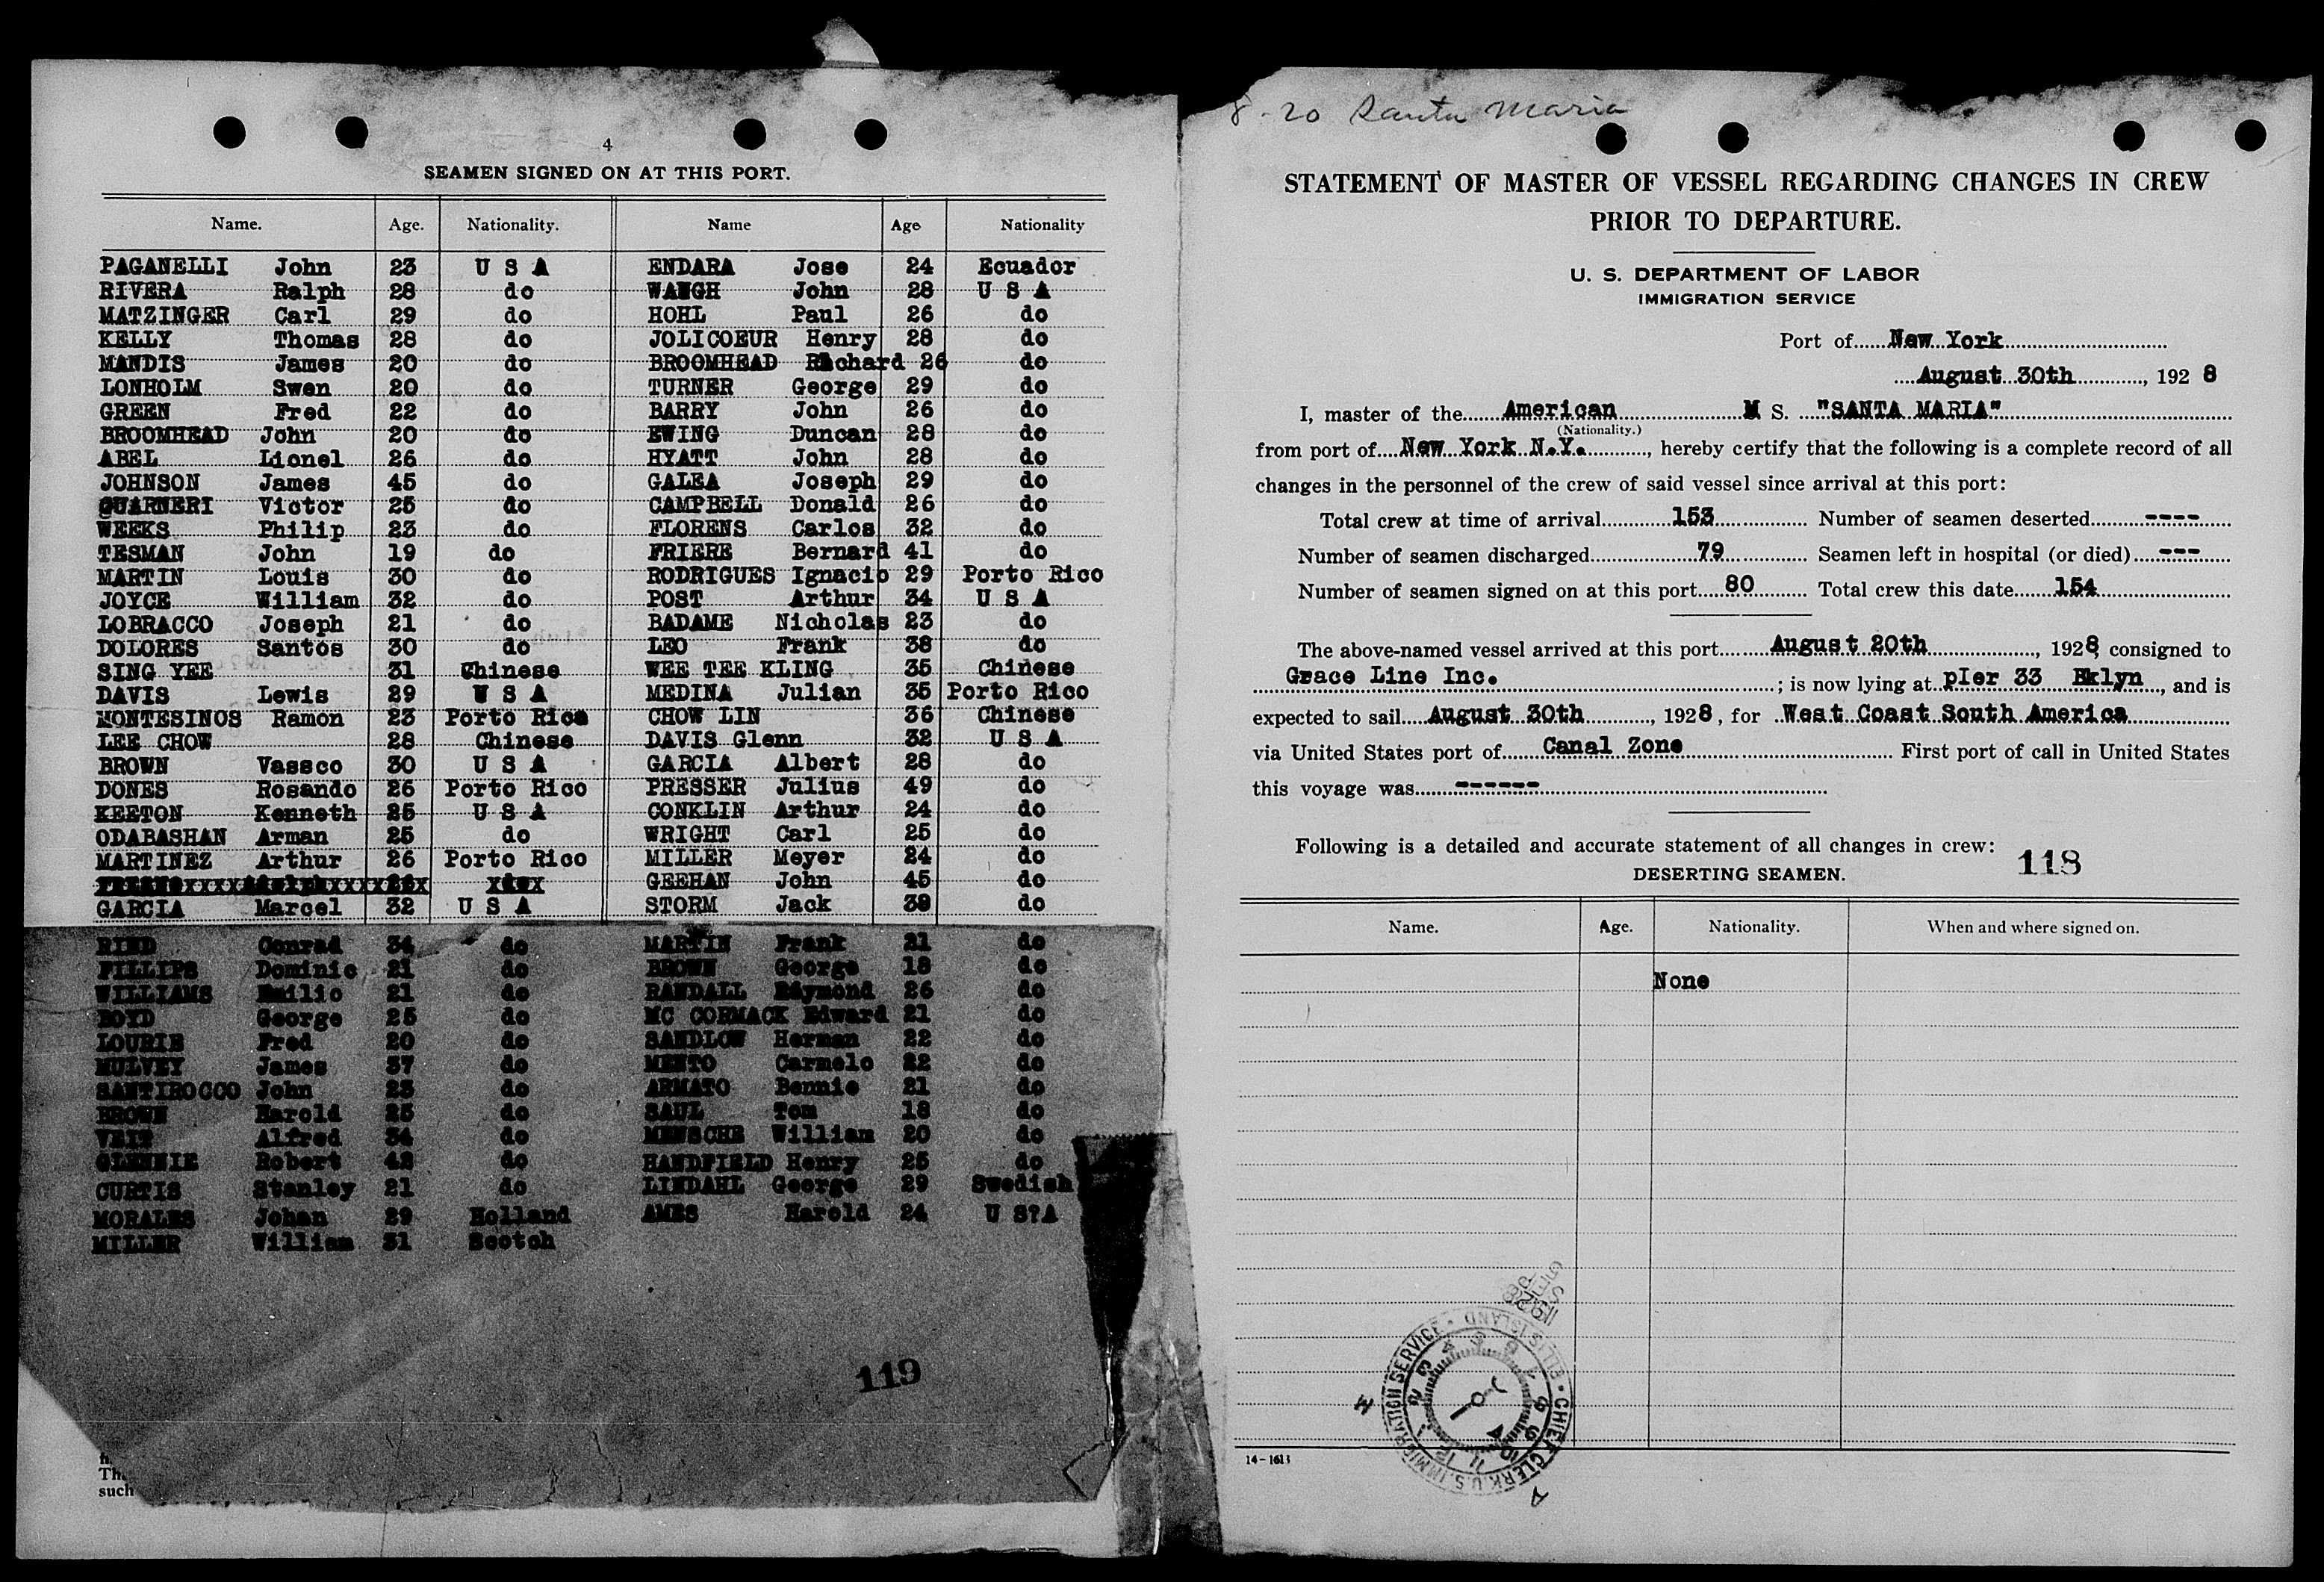 4
SEAMEN SIGNED ON AT THIS PORT.
Name. Age. Nationality. Name Age Nationality
PAGANELLI John 23 U S A ENDARA Jose 24 Ecuador
RIVERA Ralph 28 do WAUGH John 28 U S A
MATZINGER Carl 29 do HOHL Paul 26 do
KELLY Thomas 28 do JOLICOEUR Henry 28 do
MANDIS James 20 do BROOMHEAD Richard 26 do
LONHOLM Swen 20 do TURNER George 29 do
GREEN Fred 22 do BARRY John 26 do
BROOMHEAD John 20 do EWING Duncan 28 do
ABEL Lionel 26 do HYATT John 28 do
JOHNSON James 45 do GALEA Joseph 29 do
GUARNERI Victor 25 do CAMPBELL Donald 26 do
WEEKS Philip 23 do FLORENS Carlos 32 do
TESMAN John 19 do FRIERE Bernard 41 do
MARTIN Louis 30 do RODRIGUES Ignacio 29 Porto Rico
JOYCE William 32 do POST Arthur 34 U S A
LOBRACCO Joseph 21 do BADAME Nicholas 23 do
DOLORES Santos 30 do LEO Frank 38 do
SING YEE 31 Chinese WEE TEE KLING 35 Chinese
DAVIS Lewis 29 U S A MEDINA Julian 35 Porto Rico
MONTESINOS Ramon 23 Porto Rico CHOW LIN 36 Chinese
LEE CHOW 28 Chinese DAVIS Glenn 32 U S A
BROWN Vassco 30 U S A GARCIA Albert 28 do
DONES Rosando 26 Porto Rico PRESSER Julius 49 do
KEETON Kenneth 25 U S A CONKLIN Arthur 24 do
ODABASHAN Arman 25 do WRIGHT Carl 25 do
MARTINEZ Arthur 26 Porto Rico MILLER Meyer 24 do
GEEHAN John 45 do
GARCIA Marcel 32 U S A STORM Jack 39 do
RIED Conrad 34 do MARTIN Frank 21 do
FILLIPS Dominic 21 do BROWN George 18 do
WILLIAMS Emilio 21 do RANDALL Raymond 26 do
BOYD George 25 do MC CORMACK Edward 21 do
LOURIE Fred 20 do SANDLOW Herman 22 do
MULVEY James 37 do MENTO Carmelo 22 do
SANTIROCCO John 23 do ARMATO Bennie 21 do
BROWN Harold 25 do SAUL Tom 18 do
VEIT Alfred 34 do MENSCHE William 20 do
GLENNIE Robert 42 do HANDFIELD Henry 25 do
CURTIS Stanley 21 do LINDAHL George 29 Swedish
MORALES Johan 29 Holland AMES Harold 24 U S?A
MILLER William 31 Scotch
119
such
8-20 Santa Maria
STATEMENT OF MASTER OF VESSEL REGARDING CHANGES IN CREW
PRIOR TO DEPARTURE.
U. S. DEPARTMENT OF LABOR
IMMIGRATION SERVICE
Port of New York
August 30th, 192 8
I, master of the American M S. "SANTA MARIA"
(Nationality.)
from port of New York N.Y., hereby certify that the following is a complete record of all
changes in the personnel of the crew of said vessel since arrival at this port:
Total crew at time of arrival 153 Number of seamen deserted ----
Number of seamen discharged 79 Seamen left in hospital (or died) ---
Number of seamen signed on at this port 80 Total crew this date 154
The above-named vessel arrived at this port August 20th, 1928, consigned to
Grace Line Inc. ; is now lying at pIer 33 Bklyn, and is
expected to sail August 30th, 1928, for West Coast South America
via United States port of Canal Zone First port of call in United States
this voyage was ------
Following is a detailed and accurate statement of all changes in crew:
118
DESERTING SEAMEN.
Name. Age. Nationality. When and where signed on.
None
CHIEF CLERK U.S. IMMIGRATION SERVICE · ELLIS ISLAND
14-1613